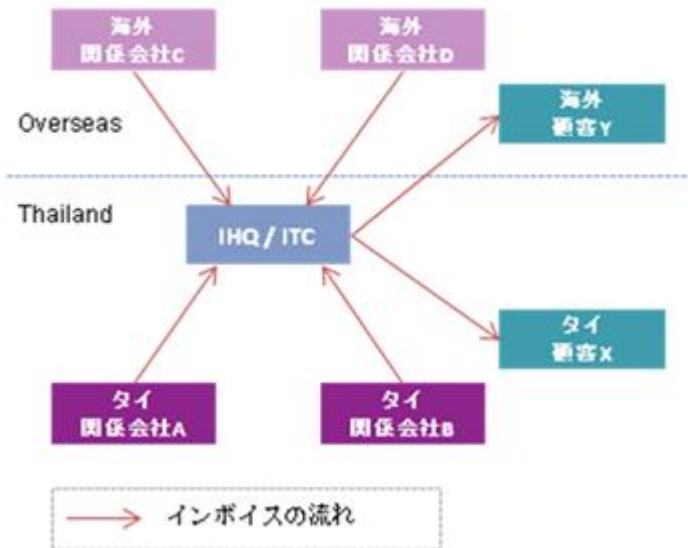 海外
関係会社C
海外
関係会社D
海外
顧客Y
Overseas
Thailand
IHQ / ITC
タイ
顧客X
タイ
関係会社A
タイ
関係会社B
インボイスの流れ